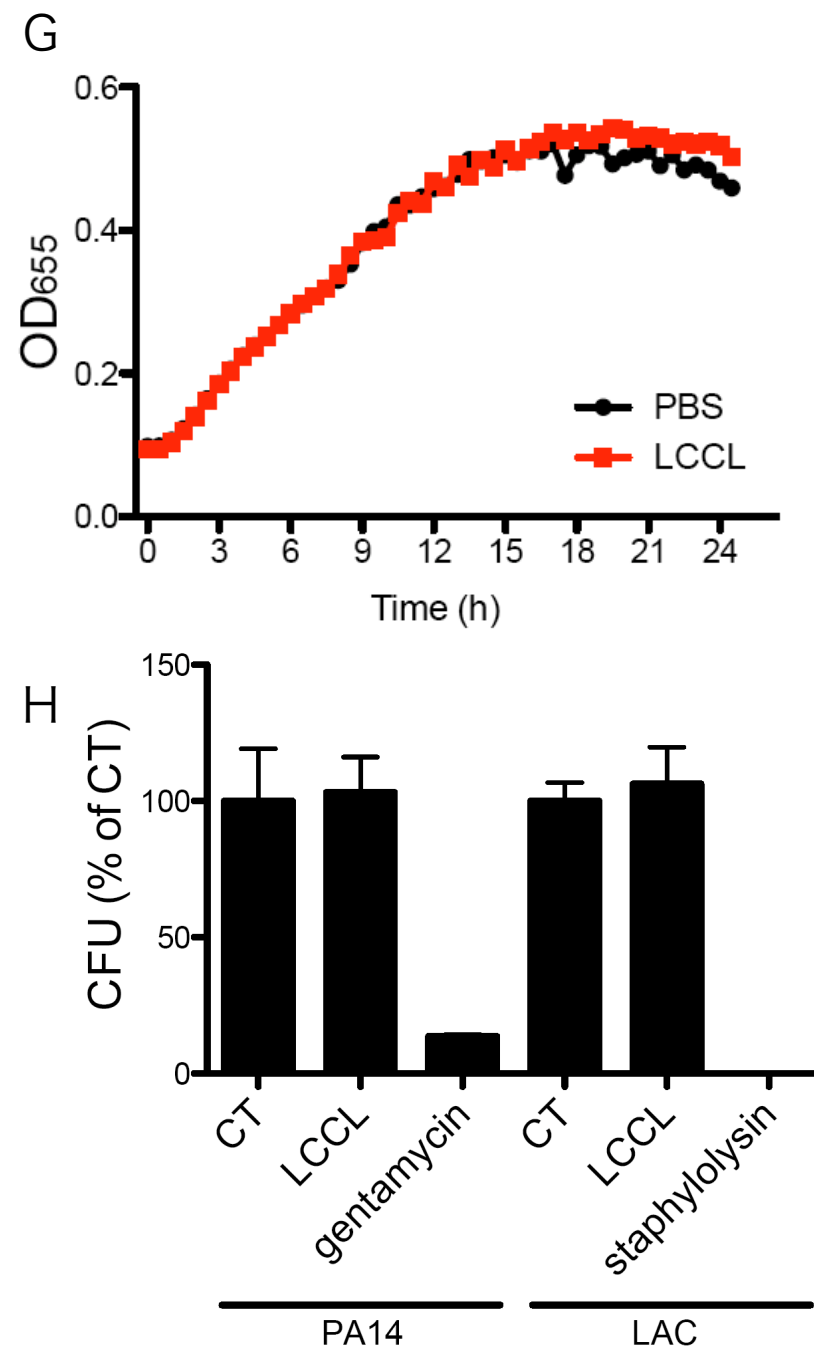 G
0.6
0.4
0.2
0.0
OD655
PBS
LCCL
0 3 6 9 12 15 18 21 24
Time (h)
H
150
100
50
0
CFU (% of CT)
CT LCCL gentamycin CT LCCL staphylolysin
PA14 LAC